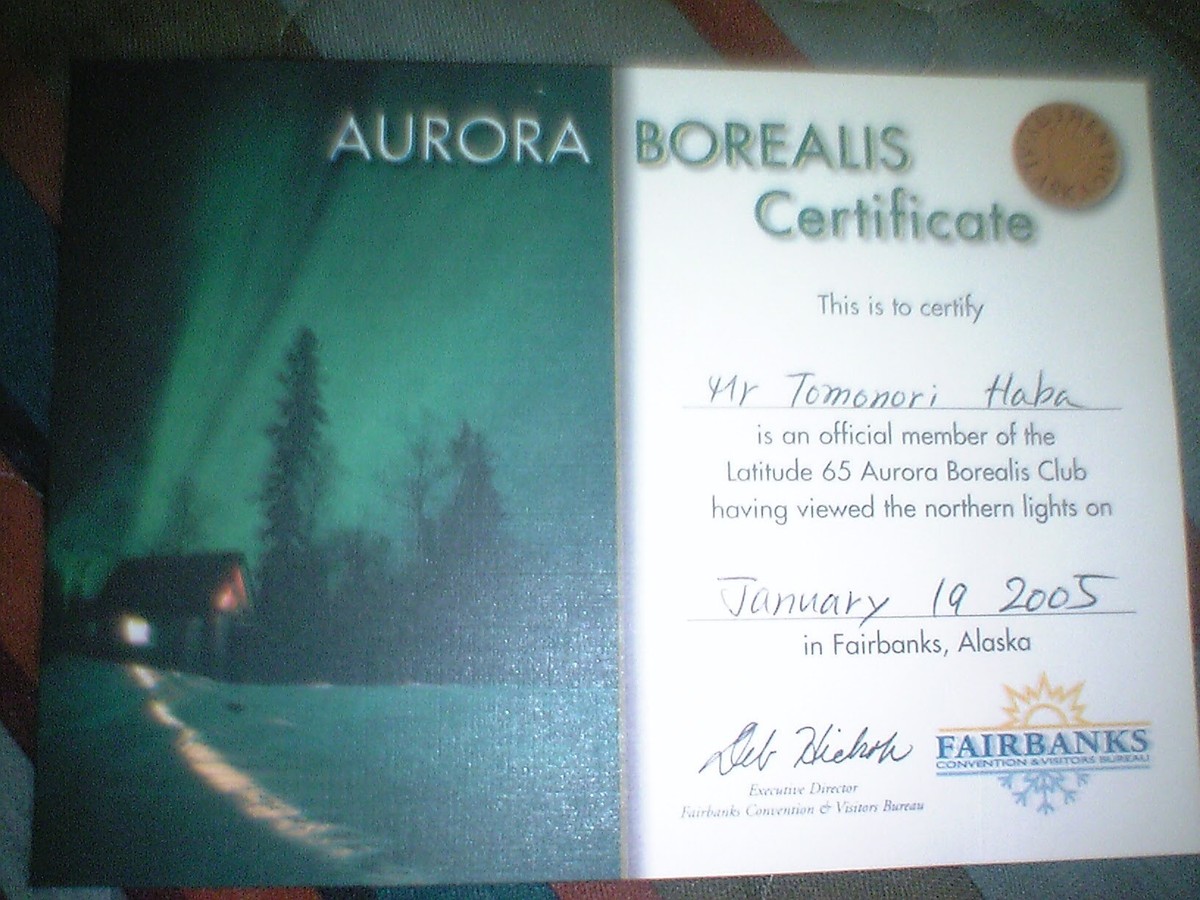 AURORA BOREALIS
Certificate
This is to certify
Mr Tomonori Haba
is an official member of the
Latitude 65 Aurora Borealis Club
having viewed the northern lights on
January 19 2005
in Fairbanks, Alaska
Deb Hickok
Executive Director
Fairbanks Convention & Visitors Bureau
FAIRBANKS
CONVENTION & VISITORS BUREAU